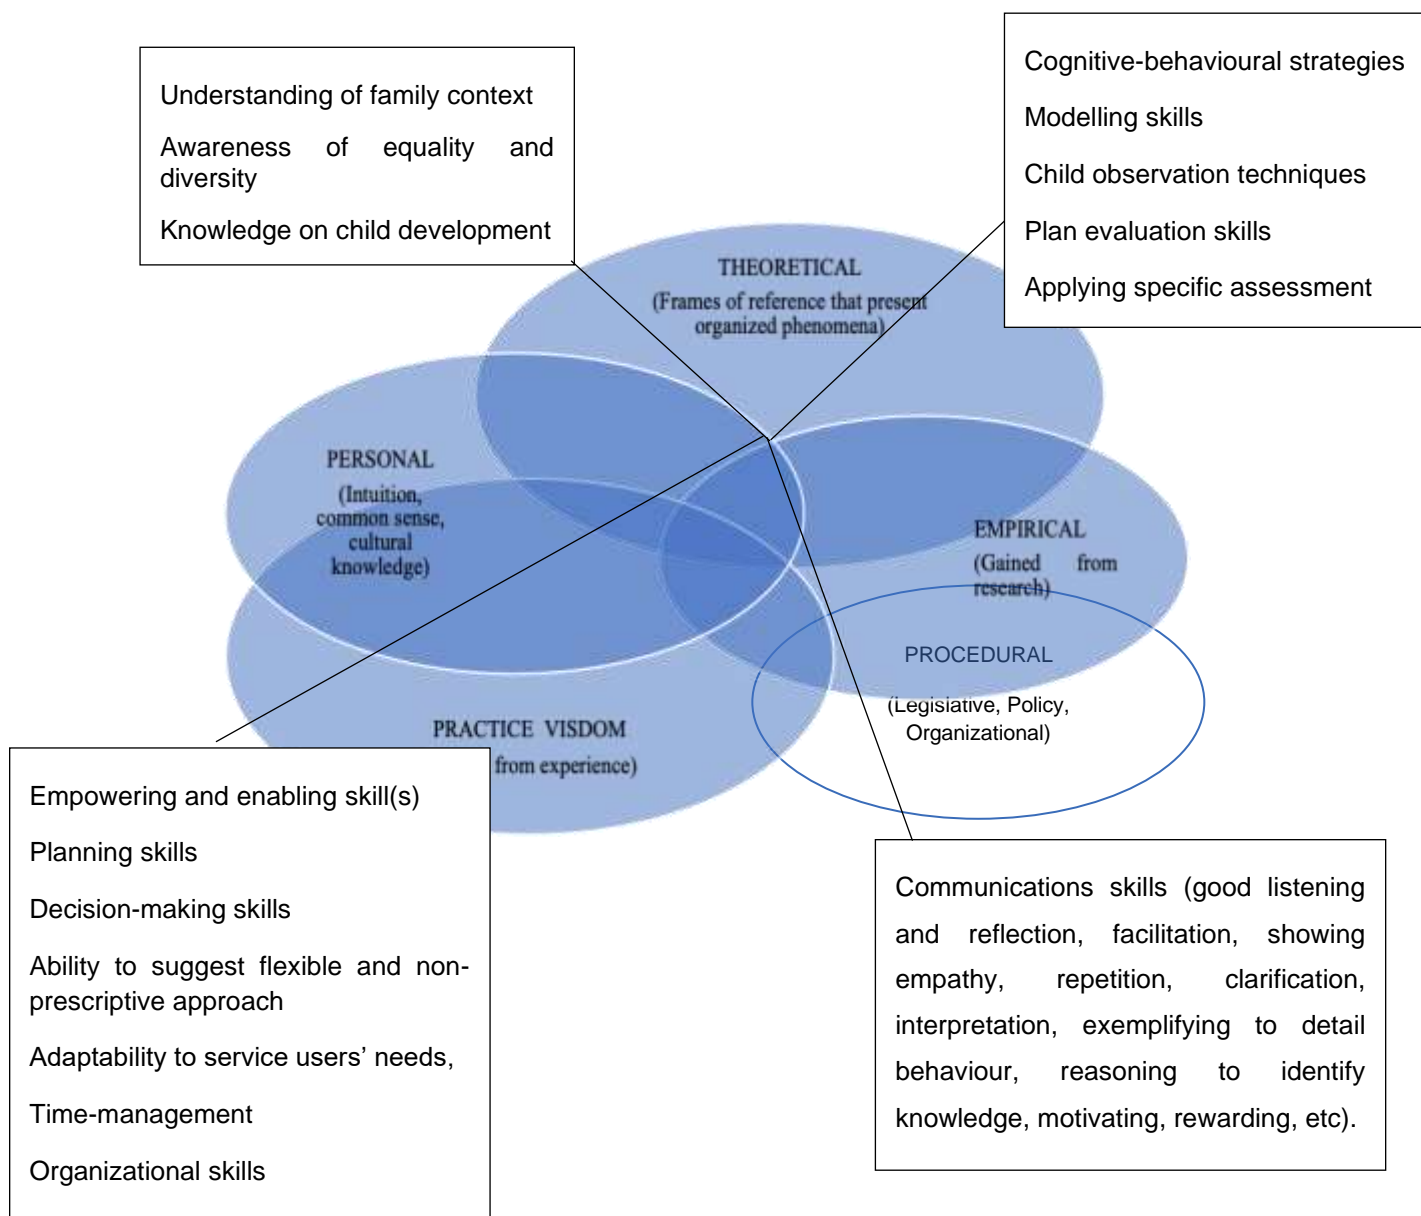 Understanding of family context
Awareness of equality and
diversity
Knowledge on child development
Cognitive-behavioural strategies
Modelling skills
Child observation techniques
Plan evaluation skills
Applying specific assessment
THEORETICAL
(Frames of reference that present
organized phenomena)
PERSONAL
(Intuition,
common sense,
cultural
knowledge)
EMPIRICAL
(Gained from
research)
PROCEDURAL
(Legislative, Policy,
Organizational)
PRACTICE VISDOM
from experience)
Empowering and enabling skill(s)
Planning skills
Decision-making skills
Ability to suggest flexible and non-
prescriptive approach
Adaptability to service users’ needs,
Time-management
Organizational skills
Communications skills (good listening
and reflection, facilitation, showing
empathy, repetition, clarification,
interpretation, exemplifying to detail
behaviour, reasoning to identify
knowledge, motivating, rewarding, etc).